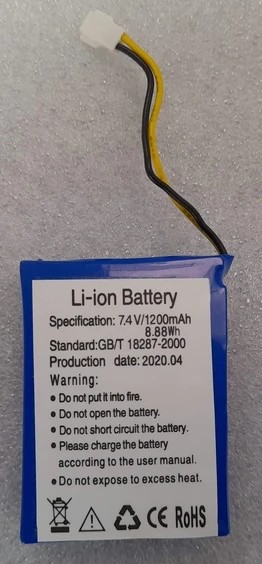 Li-ion Battery
Specification: 7.4V/1200mAh
8.88Wh
Standard:GB/T 18287-2000
Production date:2020.04
Warning:
• Do not put it into fire.
• Do not open the battery.
• Do not short circuit the battery.
• Please charge the battery
according to the user manual.
• Do not expose to excess heat.
CE RoHS